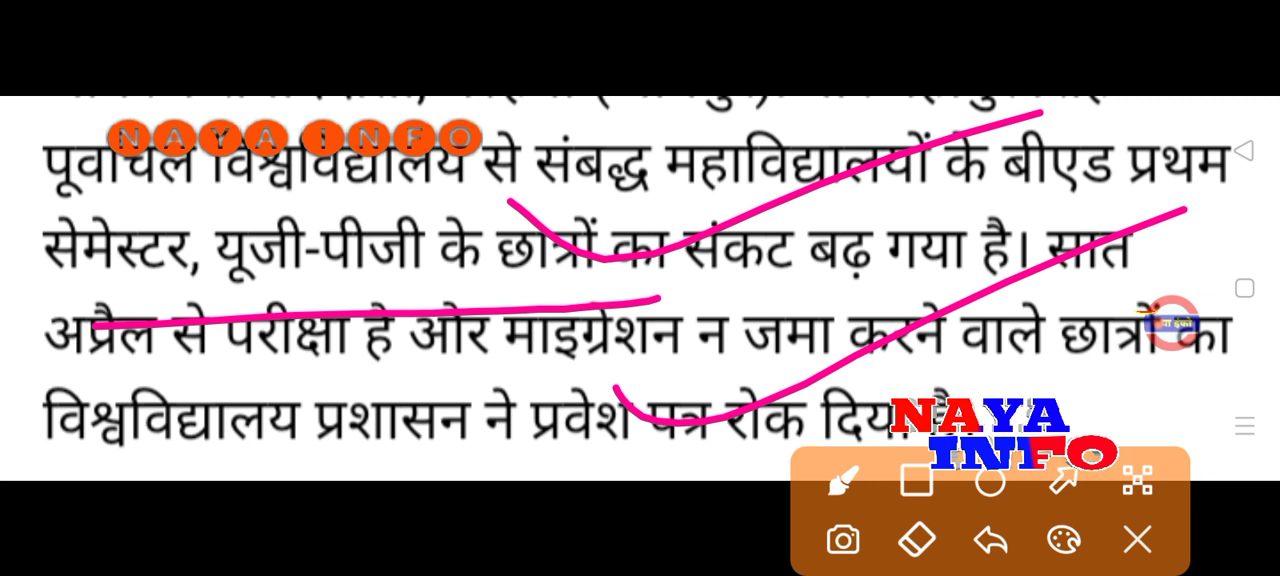 NAYA INFO
पूर्वांचल विश्वविद्यालय से संबद्ध महाविद्यालयों के बीएड प्रथम
सेमेस्टर, यूजी-पीजी के छात्रों का संकट बढ़ गया है। सात
अप्रैल से परीक्षा है और माइग्रेशन न जमा करने वाले छात्रों का
विश्वविद्यालय प्रशासन ने प्रवेश पत्र रोक दिया है।
NAYA
INFO